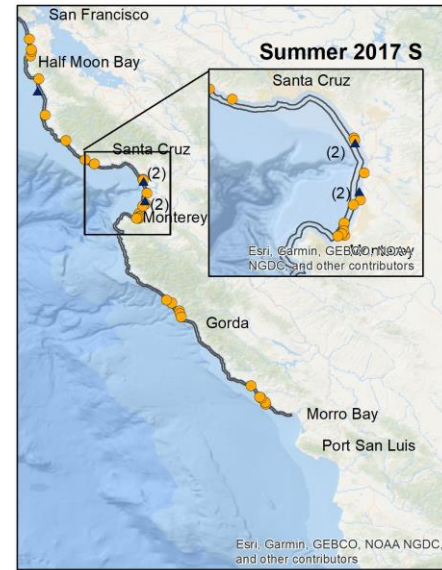 San Francisco
Summer 2017 S
Half Moon Bay
Santa Cruz
(2)
(2)
Esri, Garmin, GEBCO, NOAA
NGDC, and other contributors
Santa Cruz
(2)
(2)
Monterey
Gorda
Morro Bay
Port San Luis
Esri, Garmin, GEBCO, NOAA NGDC,
and other contributors